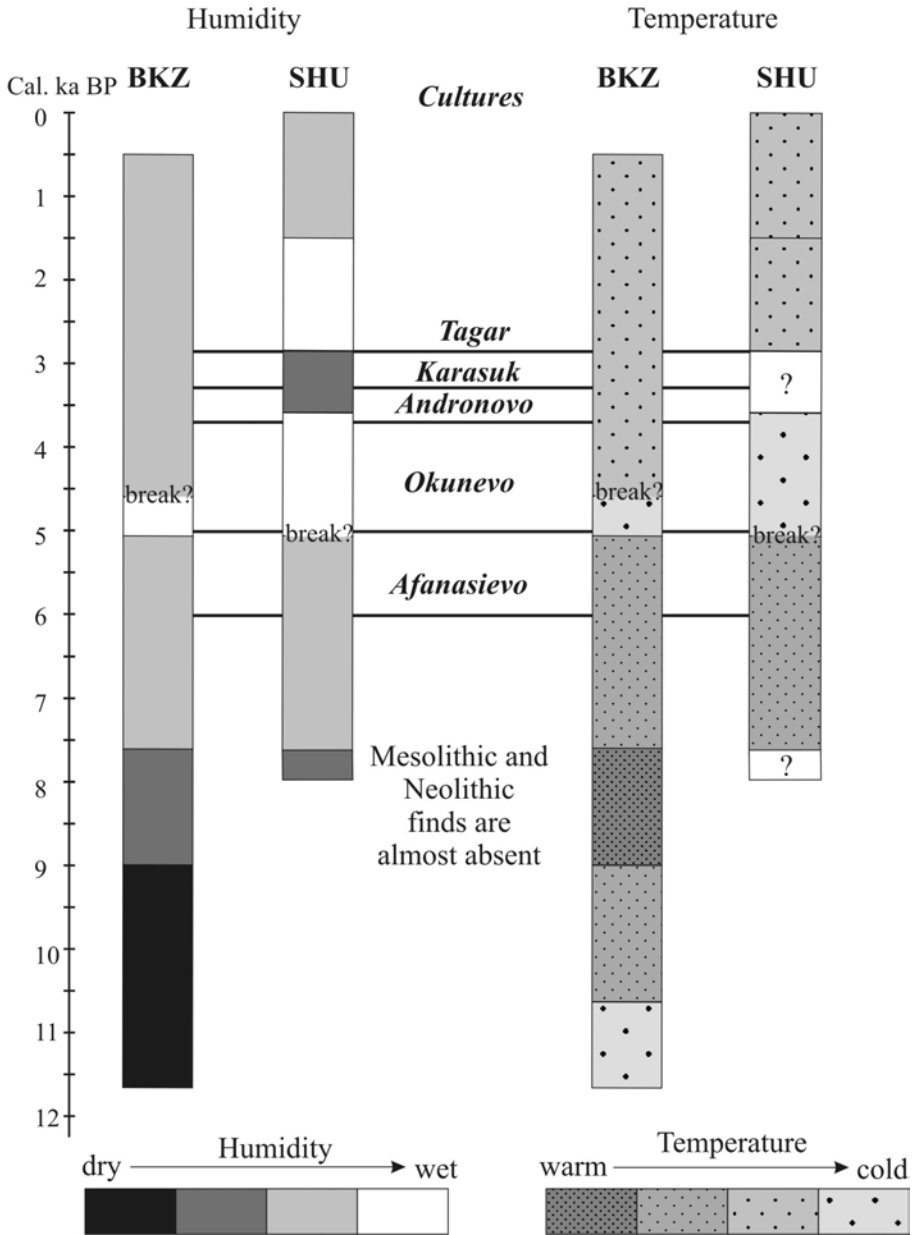 Humidity
Temperature
Cal. ka BP
BKZ
SHU
Cultures
BKZ
SHU
0
1
2
3
4
5
6
7
8
9
10
11
12
Tagar
Karasuk
Andronovo
Okunevo
Afanasievo
Mesolithic and
Neolithic
finds are
almost absent
break?
break?
break?
break?
?
?
Humidity
dry
wet
Temperature
warm
cold